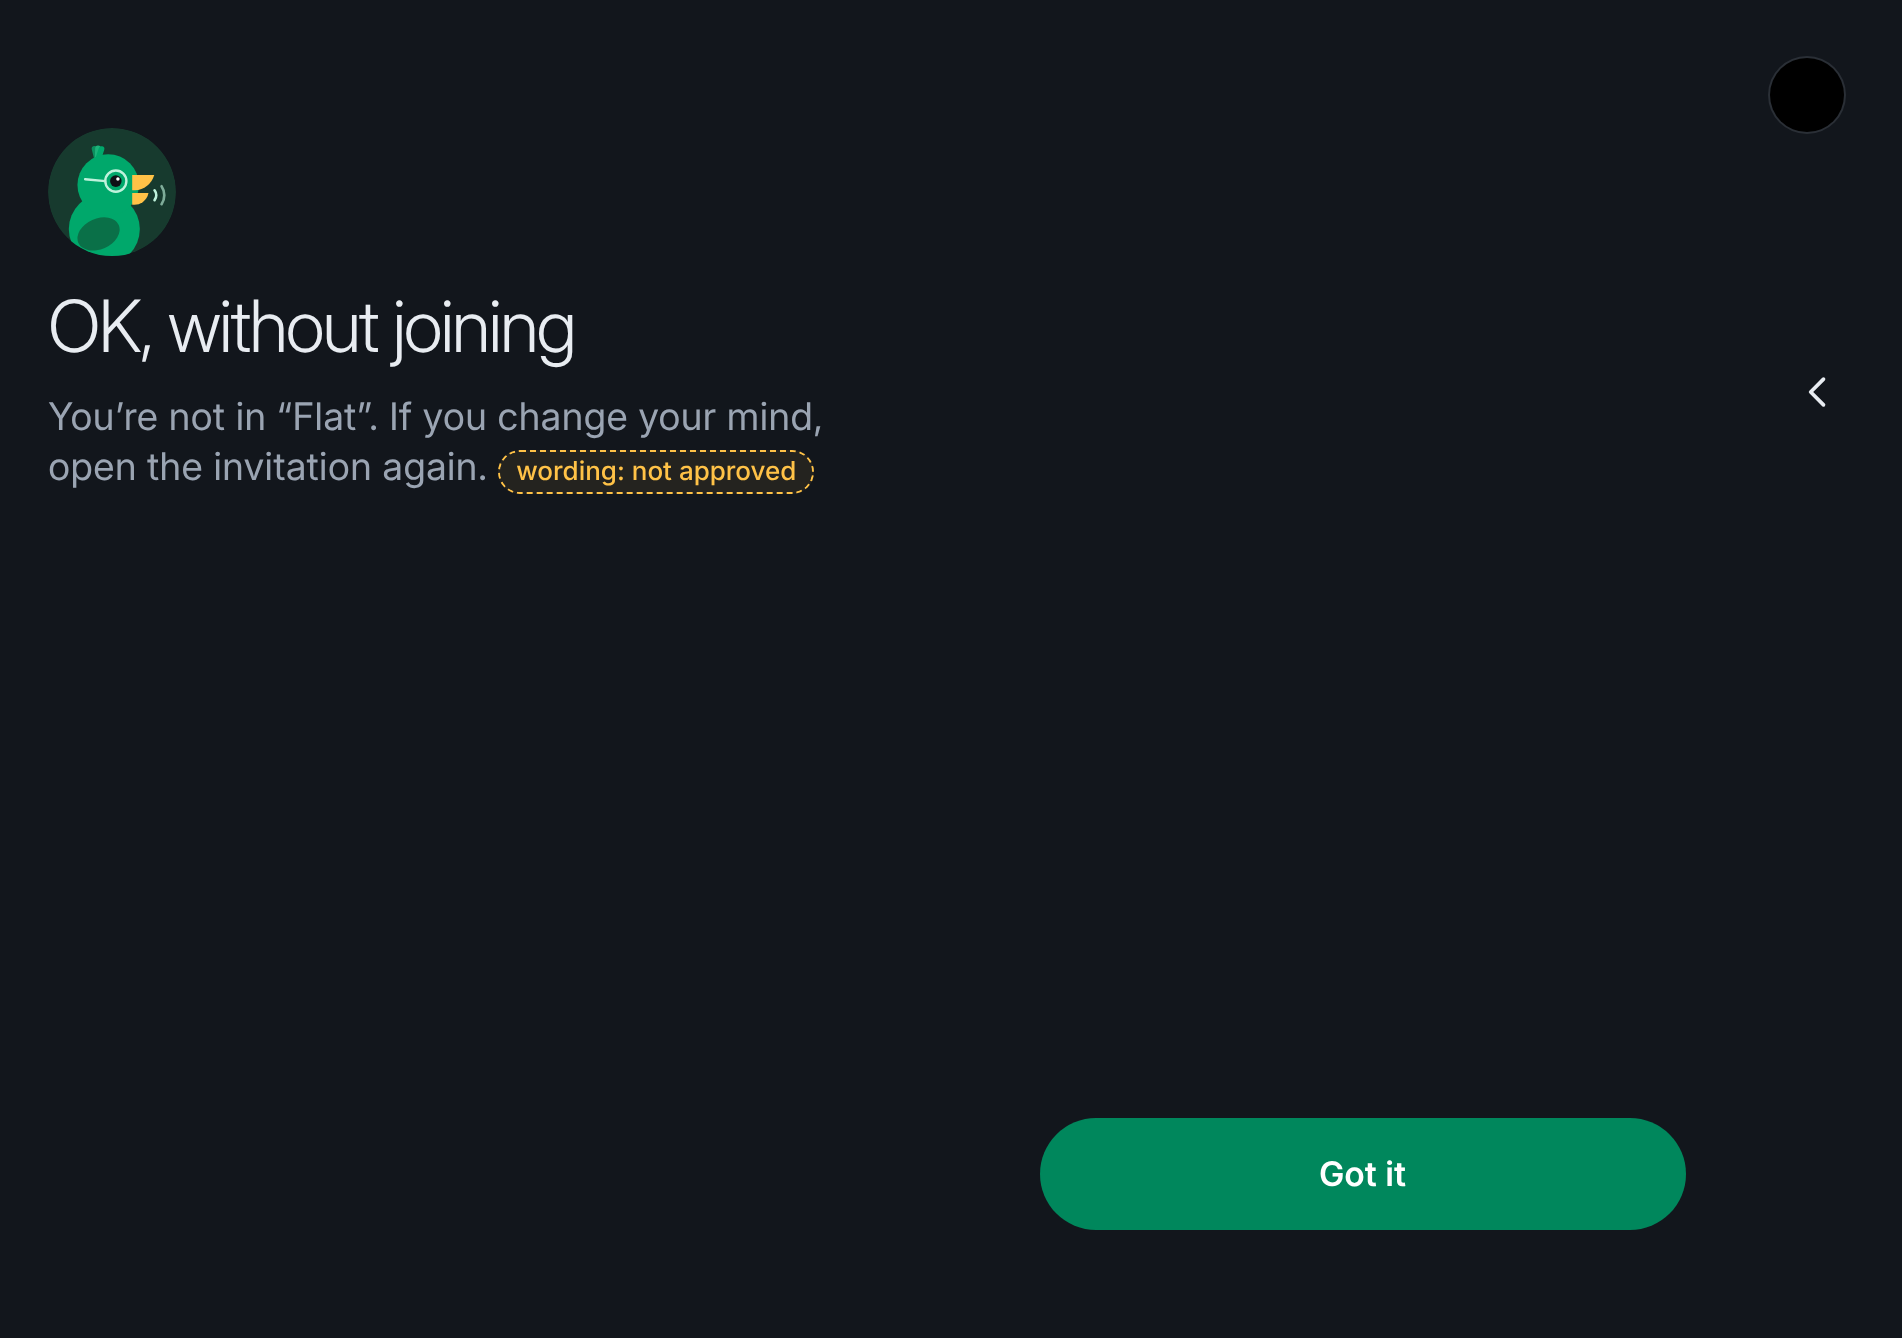 OK, without joining
You’re not in “Flat”. If you change your mind,
open the invitation again. wording: not approved
Got it